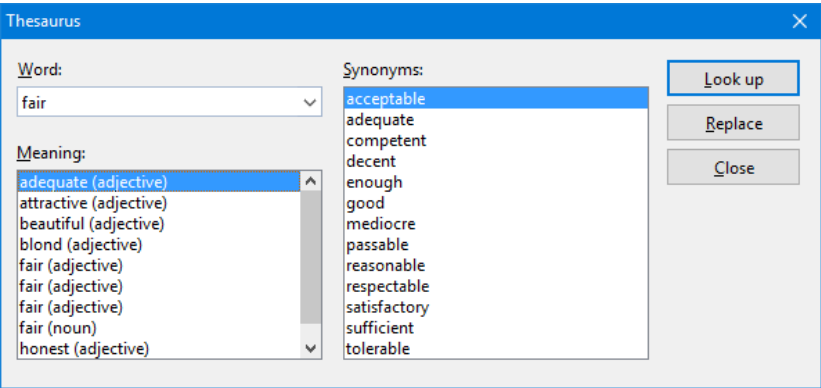 Thesaurus
Word:
fair
Meaning:
adequate (adjective)
attractive (adjective)
beautiful (adjective)
blond (adjective)
fair (adjective)
fair (adjective)
fair (adjective)
fair (noun)
honest (adjective)
Synonyms:
acceptable
adequate
competent
decent
enough
good
mediocre
passable
reasonable
respectable
satisfactory
sufficient
tolerable
Look up
Replace
Close